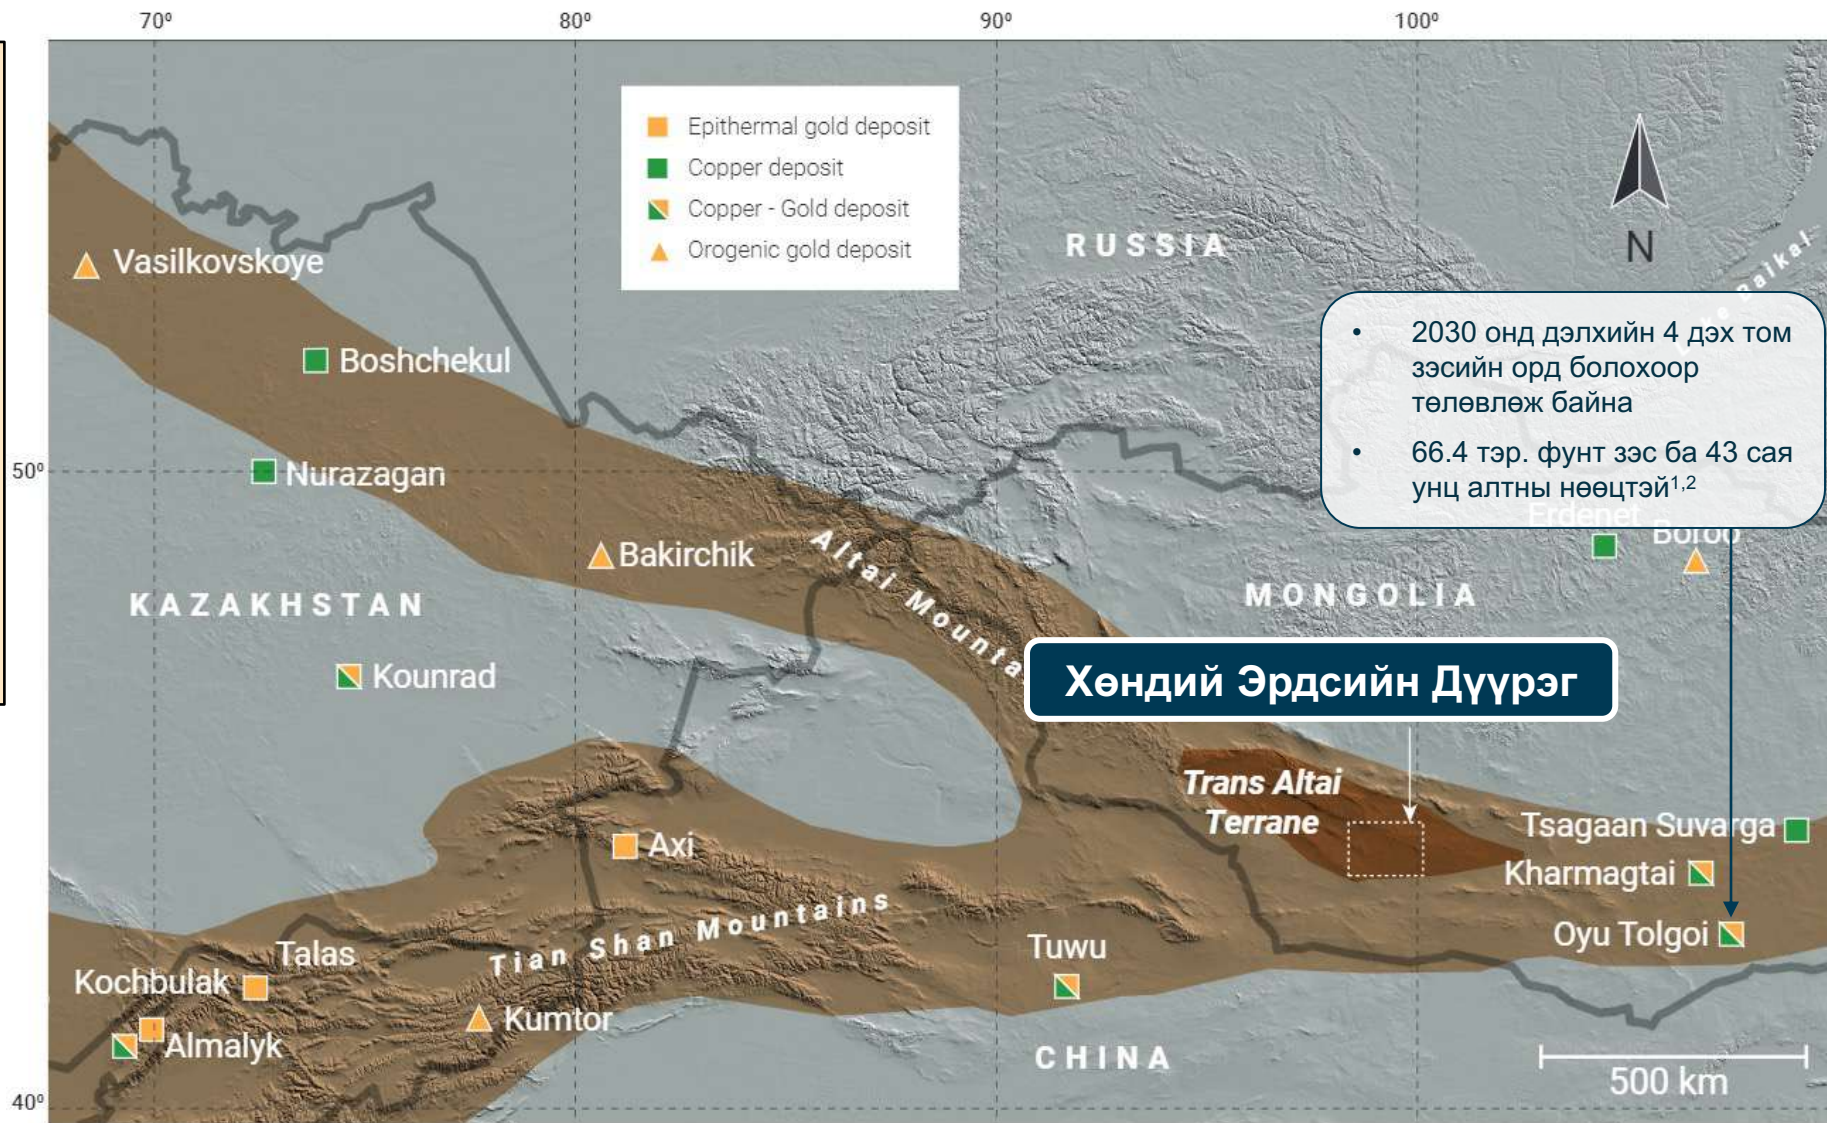 70⁰
80⁰
90⁰
100⁰
Epithermal gold deposit
Copper deposit
Copper - Gold deposit
Orogenic gold deposit
RUSSIA
N
Baikal
Vasilkovskoye
• 2030 онд дэлхийн 4 дэх том
зэсийн орд болохоор
төлөвлөж байна
• 66.4 тэр. фунт зэс ба 43 сая
унц алтны нөөцтэй¹,²
Boshchekul
50⁰
Nurazagan
Erdenet
Boroo
Bakirchik
KAZAKHSTAN
MONGOLIA
Altai
Kounrad
Хөндий Эрдсийн Дүүрэг
Trans Altai
Terrane
Tsagaan Suvarga
Axi
Kharmagtai
Tian Shan Mountains
Oyu Tolgoi
Tuwu
Talas
Kochbulak
Kumtor
Almalyk
CHINA
500 km
40⁰